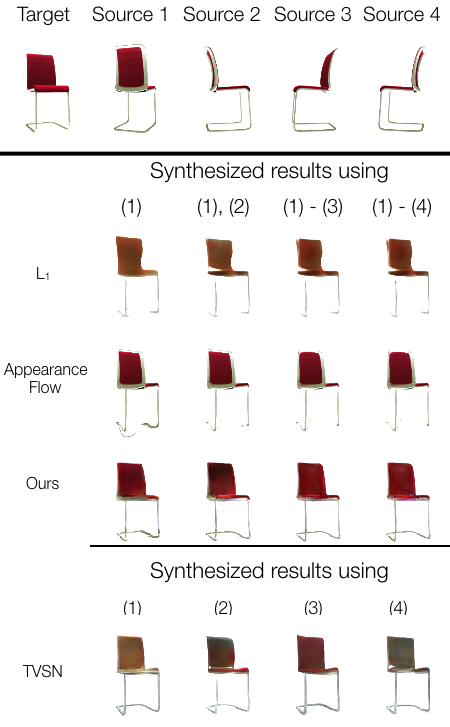 Target Source 1 Source 2 Source 3 Source 4
Synthesized results using
(1) (1), (2) (1) - (3) (1) - (4)
L₁
Appearance
Flow
Ours
Synthesized results using
(1) (2) (3) (4)
TVSN